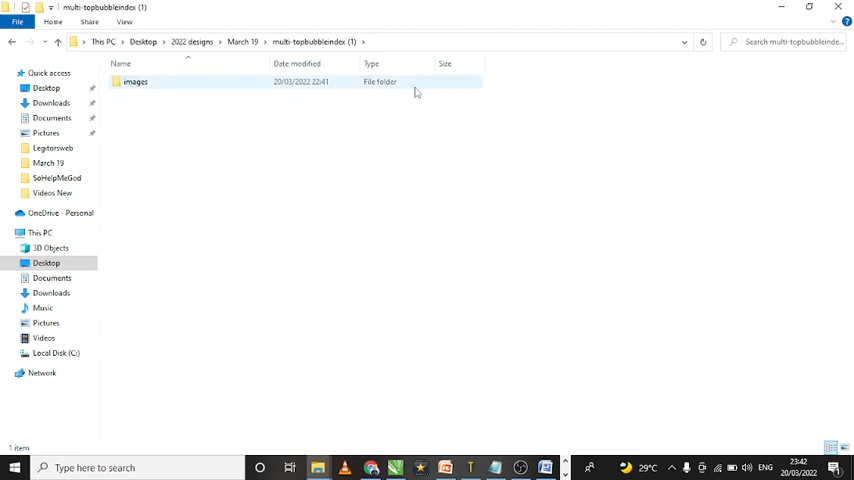 multi-topbubbleindex (1)
File Home Share View
This PC Desktop 2022 designs March 19 multi-topbubbleindex (1)
Search multi-topbubbleinde...
Name Date modified Type Size
images 20/03/2022 22:41 File folder
Quick access
Desktop
Downloads
Documents
Pictures
Legitorsweb
March 19
SoHelpMeGod
Videos New
OneDrive - Personal
This PC
3D Objects
Desktop
Documents
Downloads
Music
Pictures
Videos
Local Disk (C:)
Network
1 item
Type here to search
29°C
ENG
23:42
20/03/2022